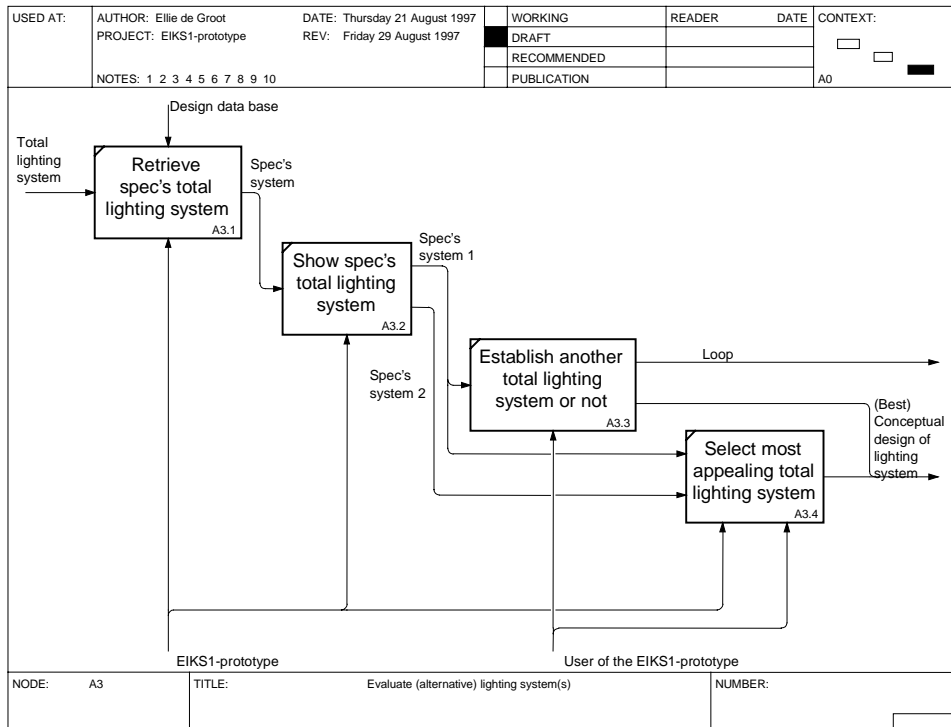 USED AT:
AUTHOR: Ellie de Groot
DATE: Thursday 21 August 1997
PROJECT: EIKS1-prototype
REV: Friday 29 August 1997
NOTES: 1 2 3 4 5 6 7 8 9 10
WORKING
DRAFT
RECOMMENDED
PUBLICATION
READER DATE
CONTEXT:
A0
Design data base
Total
lighting
system
Retrieve
spec's total
lighting system
A3.1
Spec's
system
Show spec's
total lighting
system
A3.2
Spec's
system 1
Spec's
system 2
Establish another
total lighting
system or not
A3.3
Loop
(Best)
Conceptual
design of
lighting
system
Select most
appealing total
lighting system
A3.4
EIKS1-prototype
User of the EIKS1-prototype
NODE: A3
TITLE: Evaluate (alternative) lighting system(s)
NUMBER: